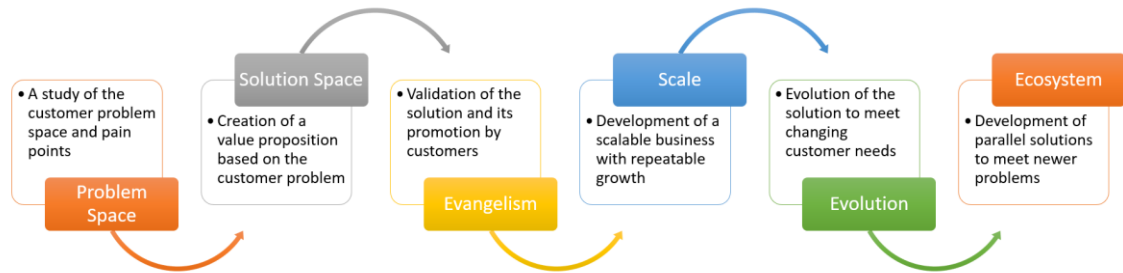 • A study of the
customer problem
space and pain
points
Problem
Space
Solution Space
• Creation of a
value proposition
based on the
customer problem
• Validation of the
solution and its
promotion by
customers
Evangelism
Scale
• Development of a
scalable business
with repeatable
growth
• Evolution of the
solution to meet
changing
customer needs
Evolution
Ecosystem
• Development of
parallel solutions
to meet newer
problems